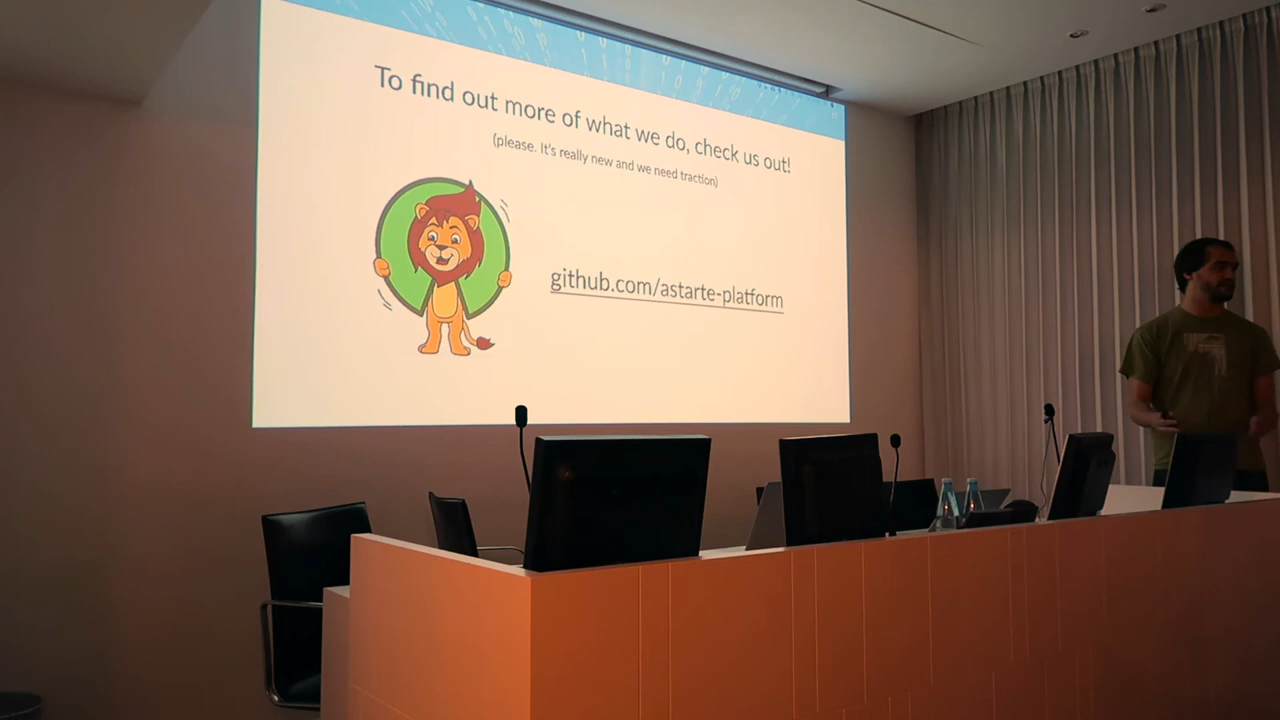 To find out more of what we do, check us out!
(please. It's really new and we need traction)
github.com/astarte-platform